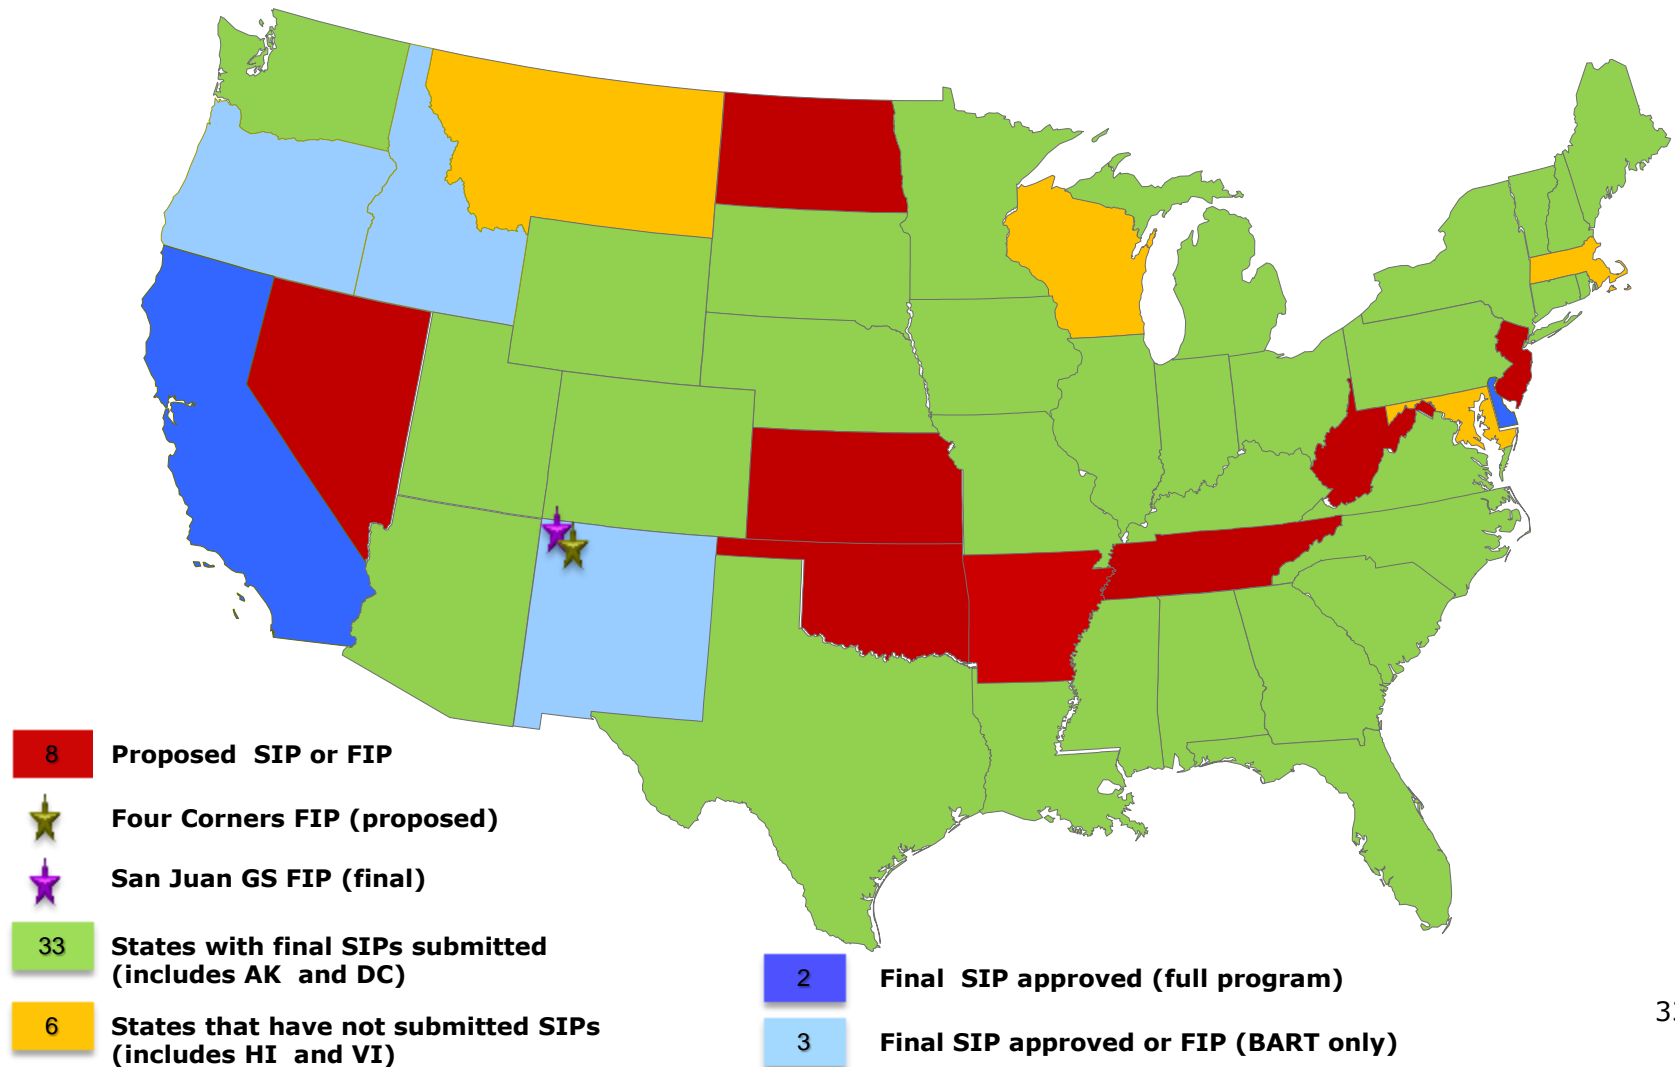 8 Proposed SIP or FIP
Four Corners FIP (proposed)
San Juan GS FIP (final)
33 States with final SIPs submitted
(includes AK and DC)
6 States that have not submitted SIPs
(includes HI and VI)
2 Final SIP approved (full program)
3 Final SIP approved or FIP (BART only)